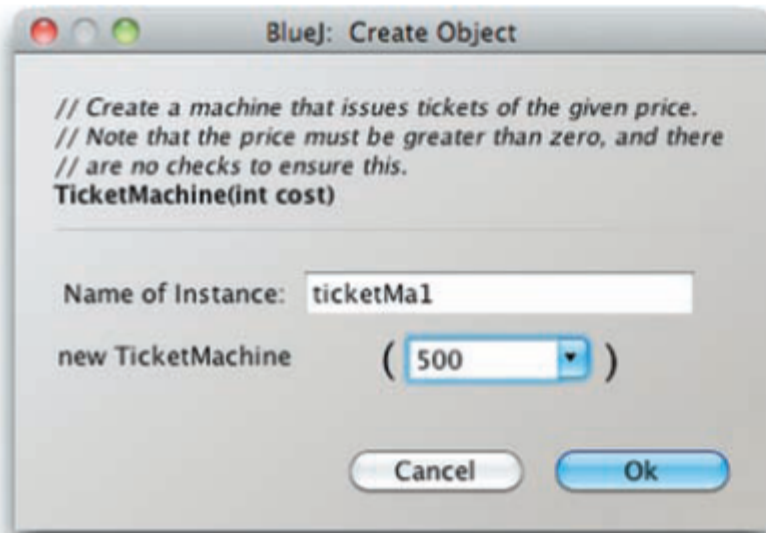 BlueJ: Create Object
// Create a machine that issues tickets of the given price.
// Note that the price must be greater than zero, and there
// are no checks to ensure this.
TicketMachine(int cost)
Name of Instance: ticketMa1
new TicketMachine ( 500 )
Cancel Ok